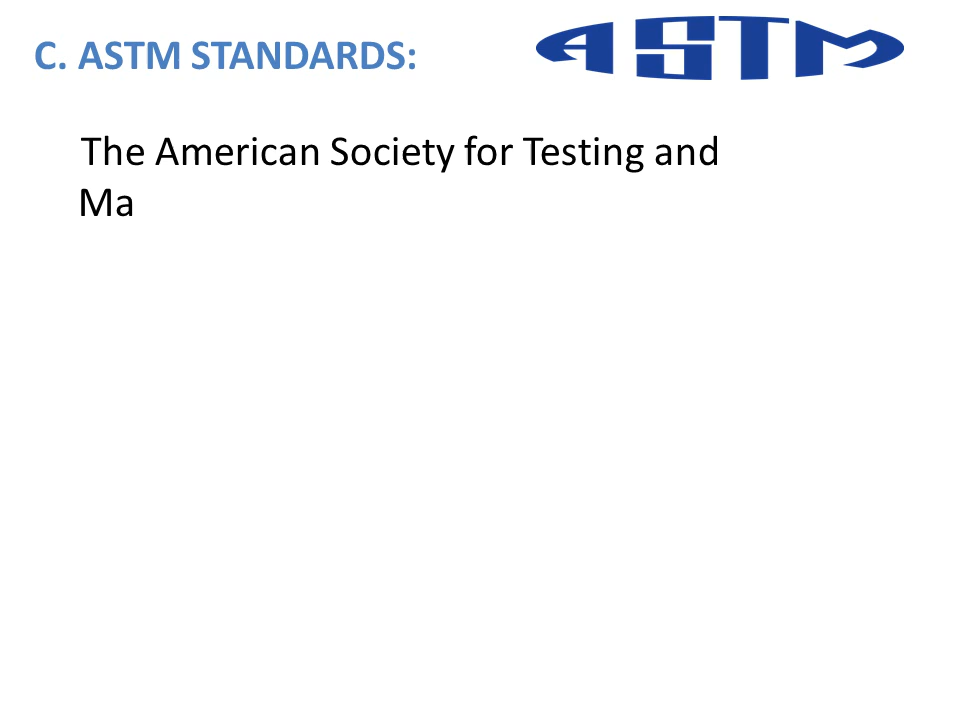 C. ASTM STANDARDS:
ASTM
The American Society for Testing and
Ma